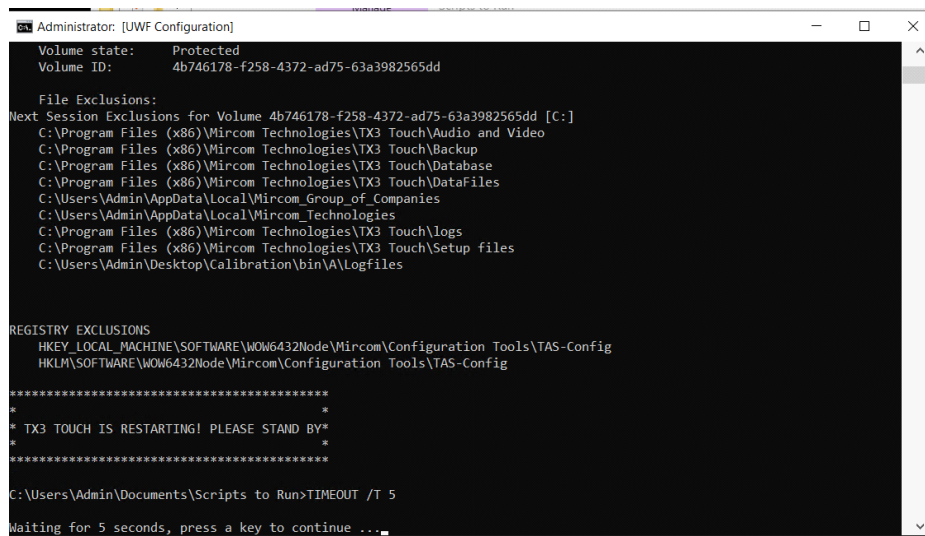 Administrator: [UWF Configuration]
Volume state: Protected
Volume ID: 4b746178-f258-4372-ad75-63a3982565dd
File Exclusions:
Next Session Exclusions for Volume 4b746178-f258-4372-ad75-63a3982565dd [C:]
C:\Program Files (x86)\Mircom Technologies\TX3 Touch\Audio and Video
C:\Program Files (x86)\Mircom Technologies\TX3 Touch\Backup
C:\Program Files (x86)\Mircom Technologies\TX3 Touch\Database
C:\Program Files (x86)\Mircom Technologies\TX3 Touch\DataFiles
C:\Users\Admin\AppData\Local\Mircom_Group_of_Companies
C:\Users\Admin\AppData\Local\Mircom_Technologies
C:\Program Files (x86)\Mircom Technologies\TX3 Touch\logs
C:\Program Files (x86)\Mircom Technologies\TX3 Touch\Setup files
C:\Users\Admin\Desktop\Calibration\bin\A\Logfiles
REGISTRY EXCLUSIONS
HKEY_LOCAL_MACHINE\SOFTWARE\WOW6432Node\Mircom\Configuration Tools\TAS-Config
HKLM\SOFTWARE\WOW6432Node\Mircom\Configuration Tools\TAS-Config
*******************************************
* *
* TX3 TOUCH IS RESTARTING! PLEASE STAND BY*
* *
*******************************************
C:\Users\Admin\Documents\Scripts to Run>TIMEOUT /T 5
Waiting for 5 seconds, press a key to continue ...